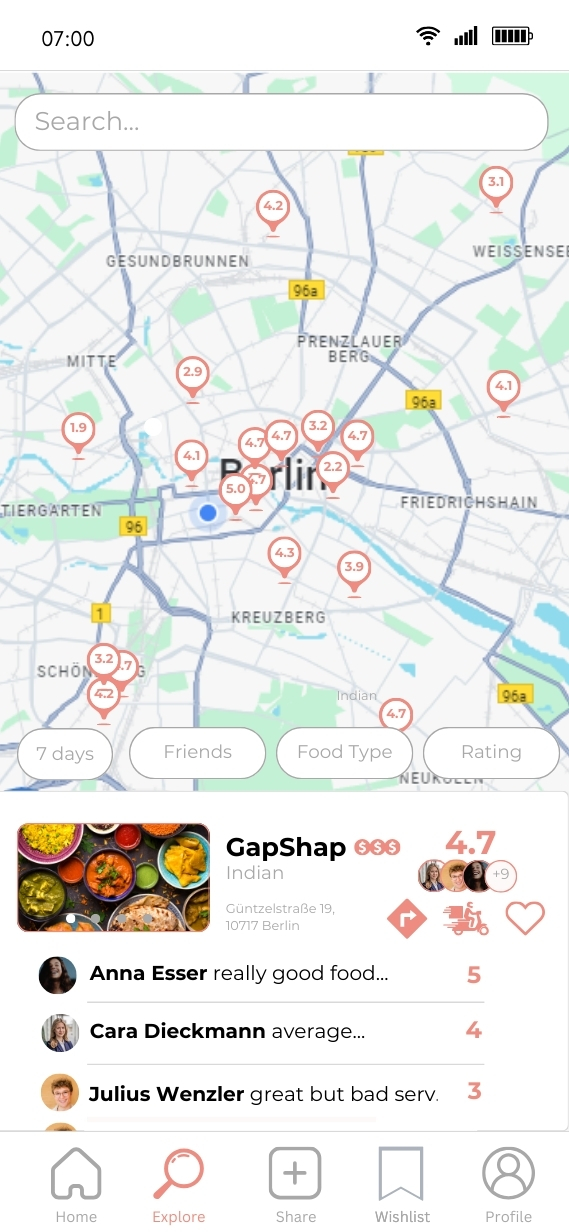 07:00
Search...
96a
3.1
4.2
WEISSENSEE
GESUNDBRUNNEN
96a
PRENZLAUER
BERG
MITTE
2.9
4.1
96a
1.9
3.2
4.7
4.7
4.7
4.1
2.2
Berlin
5.0
.7
FRIEDRICHSHAIN
TIERGARTEN
96
4.3
3.9
1
KREUZBERG
3.2
.7
SCHÖN
G
4.2
Indian
96a
4.7
7 days
Friends
Food Type
Rating
NEUKÖLLN
GapShap $$$
4.7
Indian
+9
Güntzelstraße 19,
10717 Berlin
Anna Esser really good food...
5
Cara Dieckmann average...
4
Julius Wenzler great but bad serv.
3
Home
Explore
Share
Wishlist
Profile